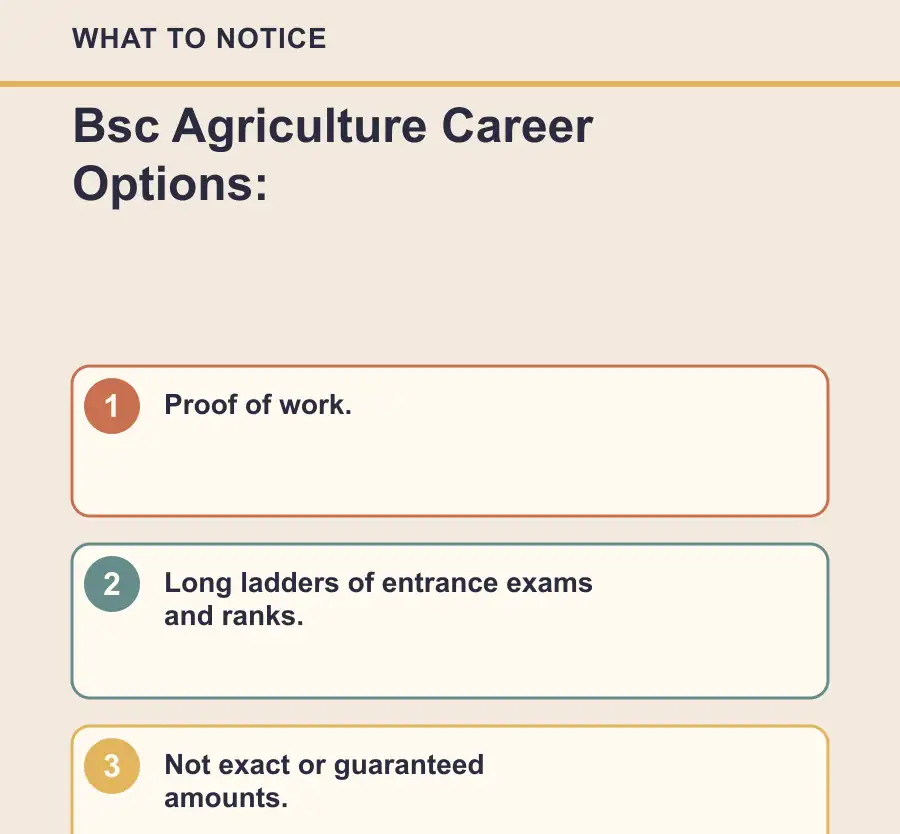 WHAT TO NOTICE
Bsc Agriculture Career
Options:
1
Proof of work.
2
Long ladders of entrance exams
and ranks.
3
Not exact or guaranteed
amounts.